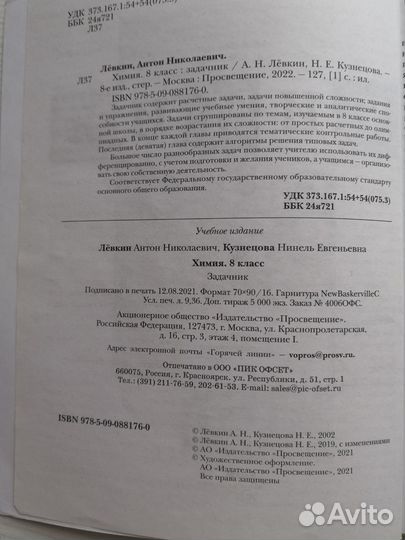 УДК 373.167.1:54+54(075.3)
ББК 24я721
Л37
Лёвкин, Антон Николаевич.
Л37 Химия. 8 класс : задачник / А. Н. Лёвкин, Н. Е. Кузнецова. –
8-е изд., стер. – Москва : Просвещение, 2022. – 127, [1] с. : ил.
ISBN 978-5-09-088176-0.
Задачник содержит расчетные задачи, задачи повышенной сложности; задания
и упражнения, развивающие учебные умения, творческие и аналитические спо-
собности учащихся. Задачи сгруппированы по темам, изучаемым в 8 классе основ-
ной школы, в порядке возрастания их сложности: от простых расчетных до олим-
пиадных. В конце каждой главы приводятся тематические контрольные работы.
Последняя (девятая) глава содержит алгоритмы решения типовых задач.
Большое число разнообразных задач позволяет учителю использовать их диф-
ференцированно, с учетом подготовки и желания учеников, а учащимся – организо-
вать свою собственную деятельность.
Соответствует Федеральному государственному образовательному стандарту
основного общего образования.
УДК 373.167.1:54+54(075.3)
ББК 24я721
Учебное издание
Лёвкин Антон Николаевич, Кузнецова Нинель Евгеньевна
Химия. 8 класс
Задачник
Подписано в печать 12.08.2021. Формат 70×90/16. Гарнитура NewBaskervilleC
Усл. печ. л. 9,36. Доп. тираж 5 000 экз. Заказ № 4006ОФС.
Акционерное общество «Издательство «Просвещение».
Российская Федерация, 127473, г. Москва, ул. Краснопролетарская,
д. 16, стр. 3, этаж 4, помещение I.
Адрес электронной почты «Горячей линии» – vopros@prosv.ru.
Отпечатано в ООО «ПИК ОФСЕТ»
660075, Россия, г. Красноярск, ул. Республики, д. 51, стр. 1
Тел.: (391) 211-76-59, 202-61-53. E-mail: sales@pic-ofset.ru
ISBN 978-5-09-088176-0
© Лёвкин А. Н., Кузнецова Н. Е., 2002
© Лёвкин А. Н., Кузнецова Н. Е., 2019, с изменениями
© АО «Издательство «Просвещение», 2021
© Художественное оформление.
АО «Издательство «Просвещение», 2021
Все права защищены
Avito